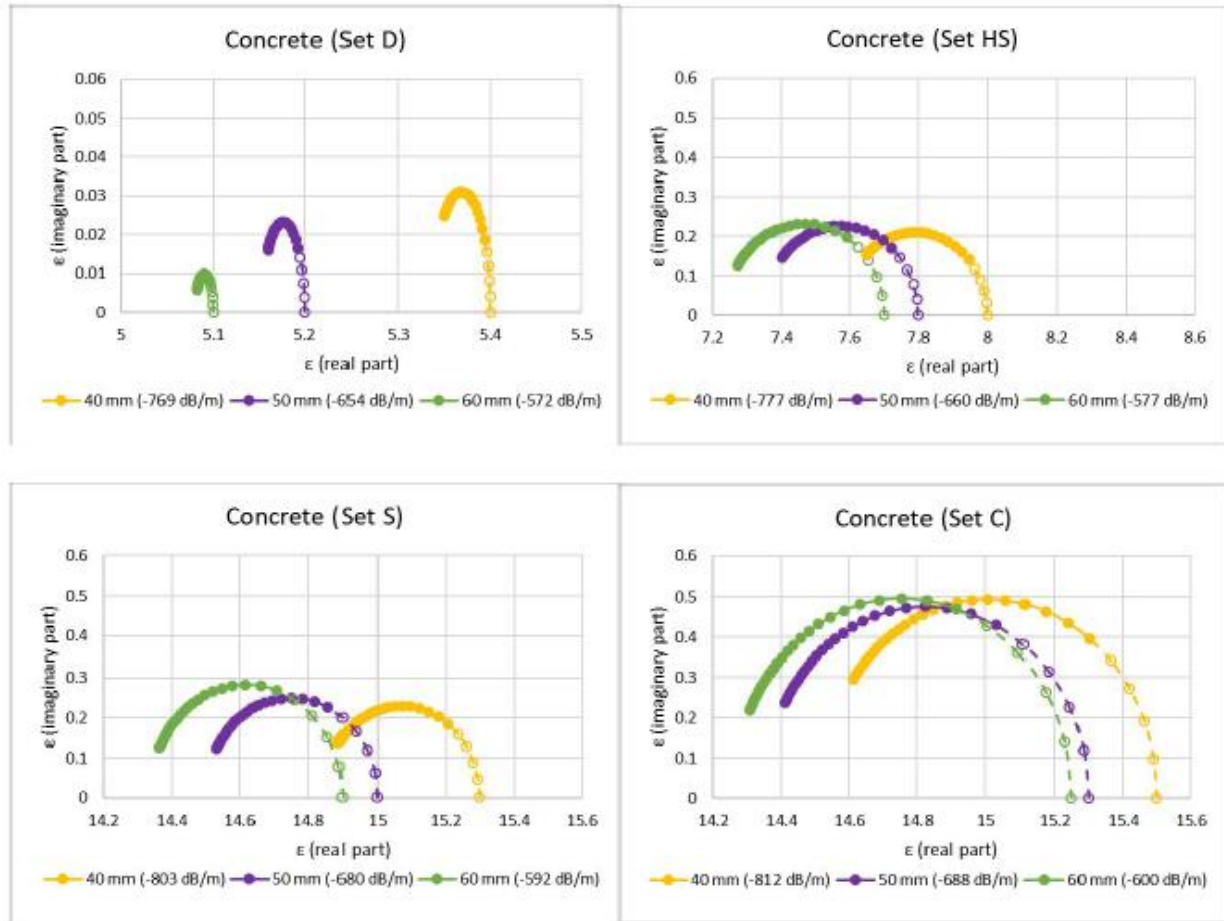 Concrete (Set D)
ε (imaginary part)
0.06
0.05
0.04
0.03
0.02
0.01
0
5 5.1 5.2 5.3 5.4 5.5
ε (real part)
40 mm (-769 dB/m) 50 mm (-654 dB/m) 60 mm (-572 dB/m)
Concrete (Set HS)
ε (imaginary part)
0.6
0.5
0.4
0.3
0.2
0.1
0
7.2 7.4 7.6 7.8 8 8.2 8.4 8.6
ε (real part)
40 mm (-777 dB/m) 50 mm (-660 dB/m) 60 mm (-577 dB/m)
Concrete (Set S)
ε (imaginary part)
0.6
0.5
0.4
0.3
0.2
0.1
0
14.2 14.4 14.6 14.8 15 15.2 15.4 15.6
ε (real part)
40 mm (-803 dB/m) 50 mm (-680 dB/m) 60 mm (-592 dB/m)
Concrete (Set C)
ε (imaginary part)
0.6
0.5
0.4
0.3
0.2
0.1
0
14.2 14.4 14.6 14.8 15 15.2 15.4 15.6
ε (real part)
40 mm (-812 dB/m) 50 mm (-688 dB/m) 60 mm (-600 dB/m)